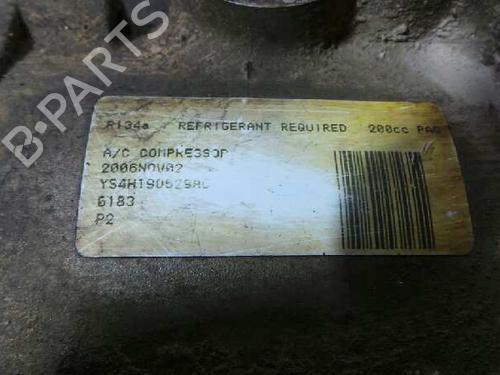 R134a REFRIGERANT REQUIRED 200cc PAG
A/C COMPRESSOR
2006NOV02
YS4H19D629AC
6183
P2
B-PARTS